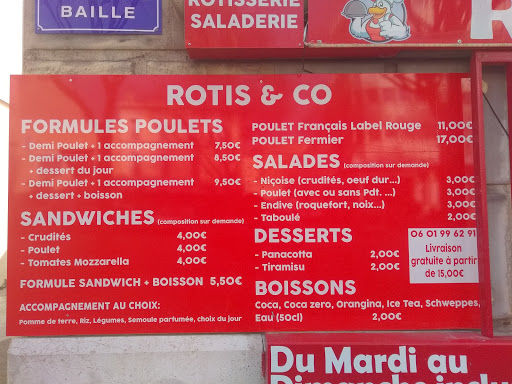 BAILLE
ROTISSERIE
SALADERIE
R
ROTIS & CO
FORMULES POULETS
- Demi Poulet + 1 accompagnement 7,50€
- Demi Poulet + 1 accompagnement 8,50€
+ dessert du jour
- Demi Poulet + 1 accompagnement 9,50€
+ dessert + boisson
SANDWICHES (composition sur demande)
- Crudités 4,00€
- Poulet 4,00€
- Tomates Mozzarella 4,00€
FORMULE SANDWICH + BOISSON 5,50€
ACCOMPAGNEMENT AU CHOIX:
Pomme de terre, Riz, Légumes, Semoule parfumée, choix du jour
POULET Français Label Rouge 11,00€
POULET Fermier 17,00€
SALADES (composition sur demande)
- Niçoise (crudités, oeuf dur...) 3,00€
- Poulet (avec ou sans Pdt. ...) 3,00€
- Endive (roquefort, noix...) 3,00€
- Taboulé 2,00€
DESSERTS
- Panacotta 2,00€
- Tiramisu 2,00€
06 01 99 62 91
Livraison
gratuite à partir
de 15,00€
BOISSONS
Coca, Coca zero, Orangina, Ice Tea, Schweppes,
Eau (50cl) 2,00€
Du Mardi au
Dimanche inclu